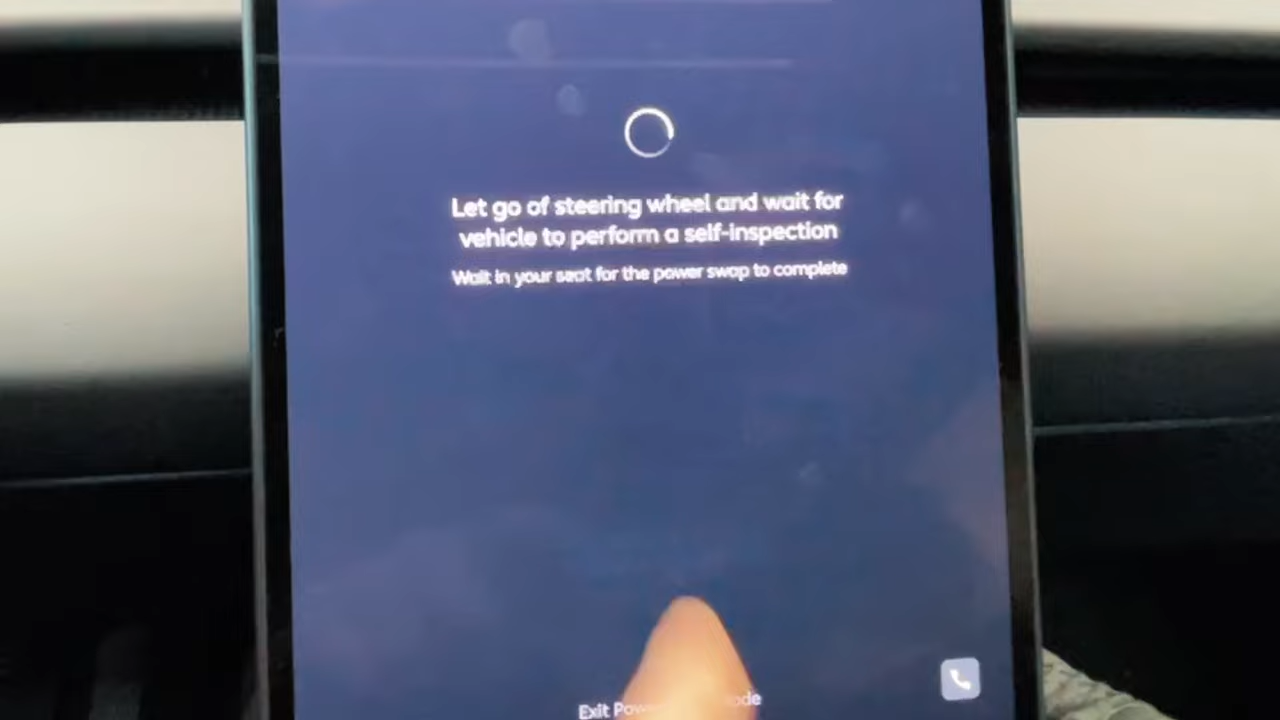 Let go of steering wheel and wait for
vehicle to perform a self-inspection
Wait in your seat for the power swap to complete
Exit